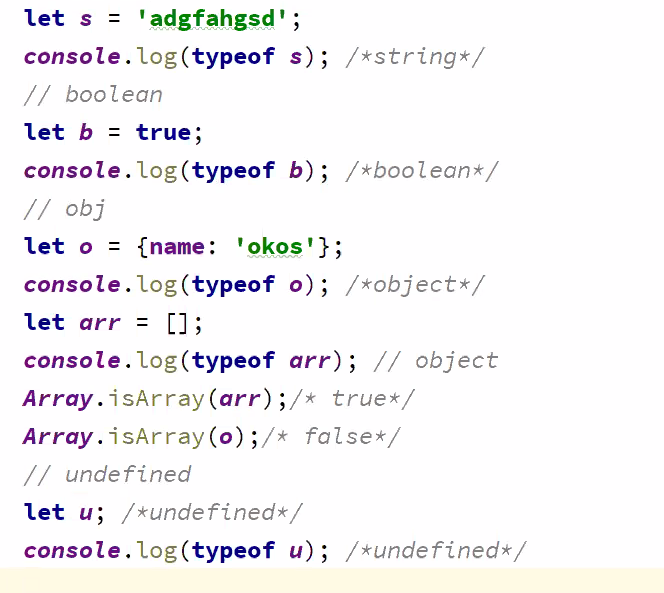 let s = 'adgfahgsd';
console.log(typeof s); /*string*/
// boolean
let b = true;
console.log(typeof b); /*boolean*/
// obj
let o = {name: 'okos'};
console.log(typeof o); /*object*/
let arr = [];
console.log(typeof arr); // object
Array.isArray(arr);/* true*/
Array.isArray(o);/* false*/
// undefined
let u; /*undefined*/
console.log(typeof u); /*undefined*/